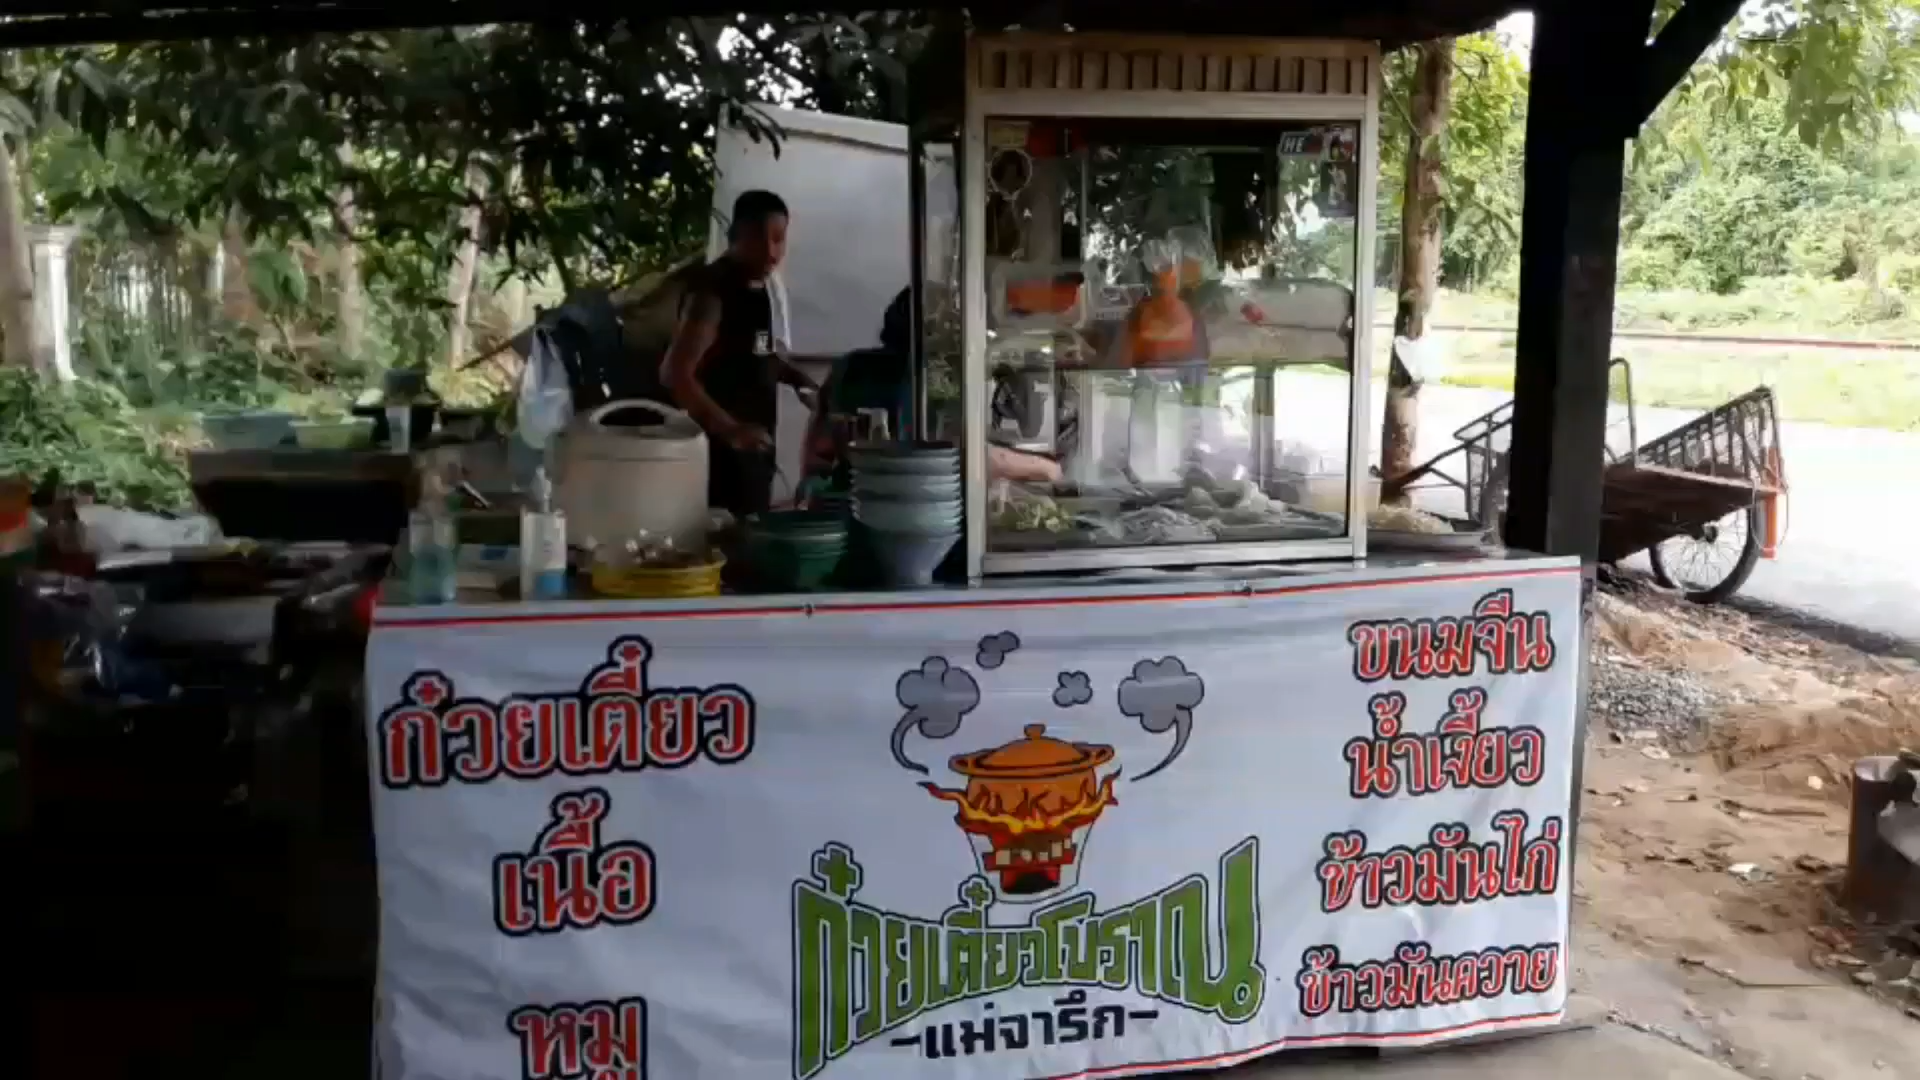 ก๋วยเตี๋ยว
เนื้อ
หมู
ก๋วยเตี๋ยวโบราณ
-แม่จารึก-
ขนมจีน
น้ำเงี้ยว
ข้าวมันไก่
ข้าวมันควาย
HE